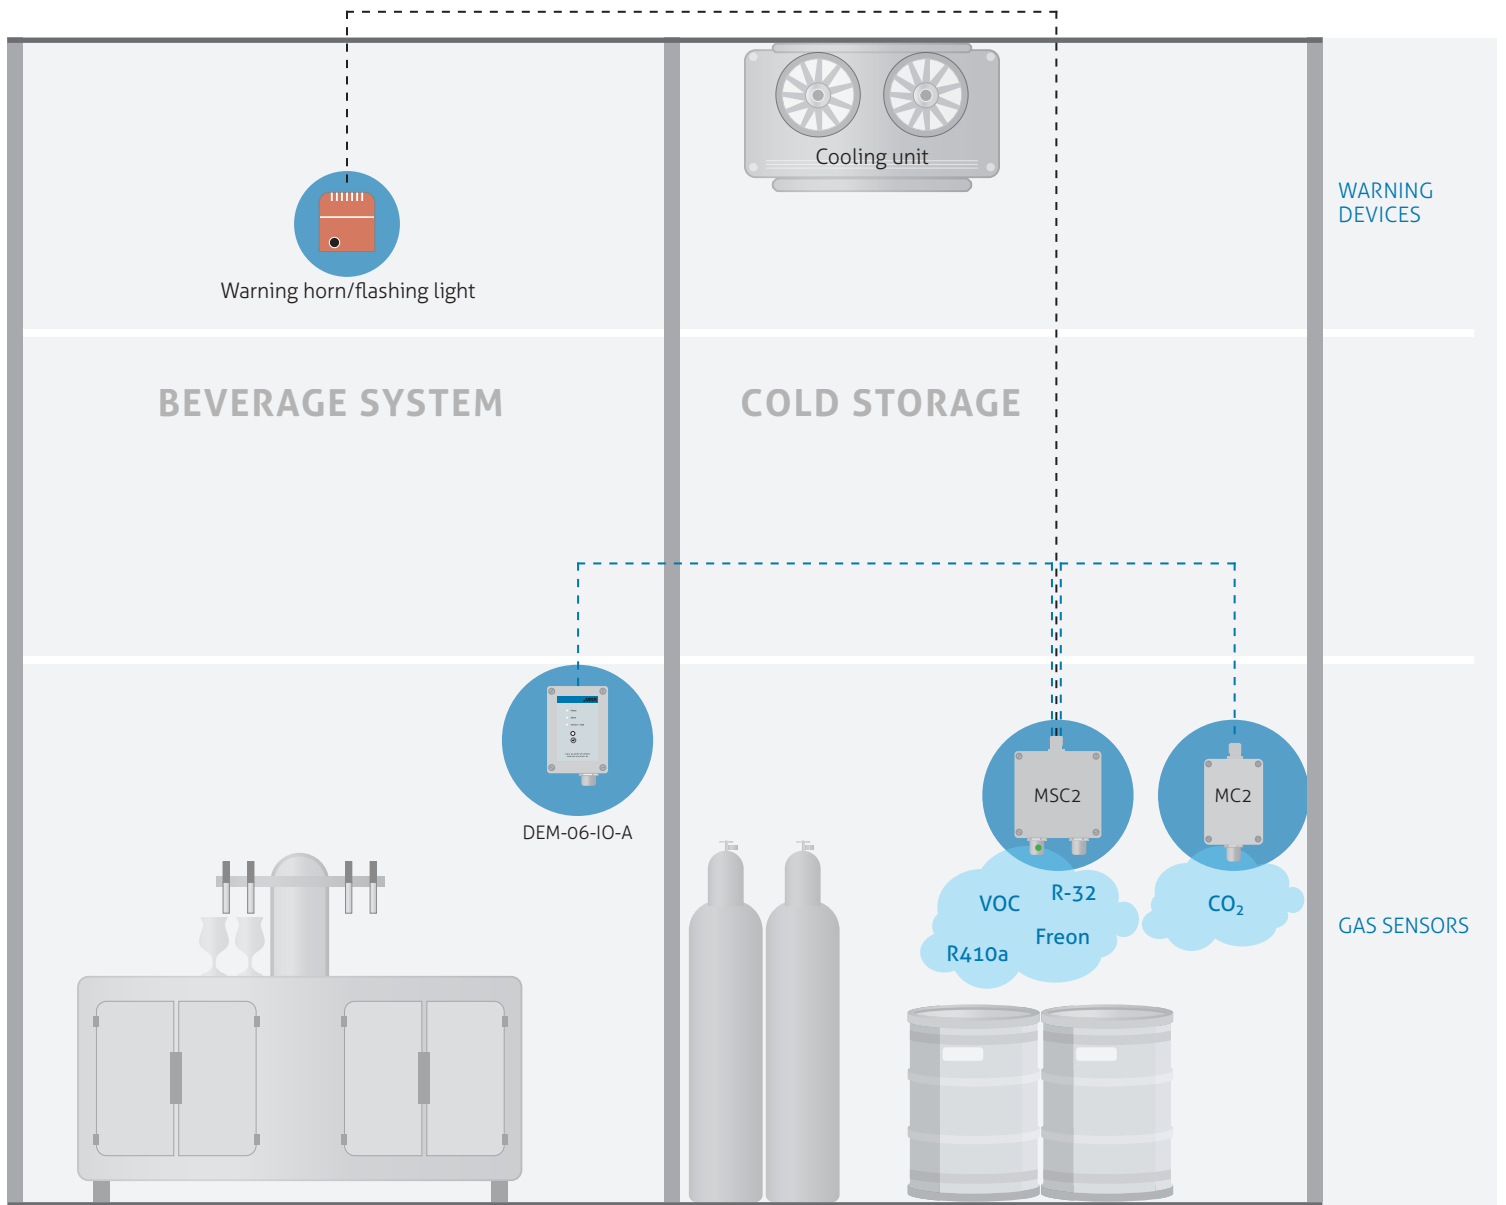 Cooling unit
WARNING
DEVICES
Warning horn/flashing light
BEVERAGE SYSTEM
COLD STORAGE
MSC2
MC2
DEM-06-IO-A
VOC
R-32
CO₂
Freon
R410a
GAS SENSORS